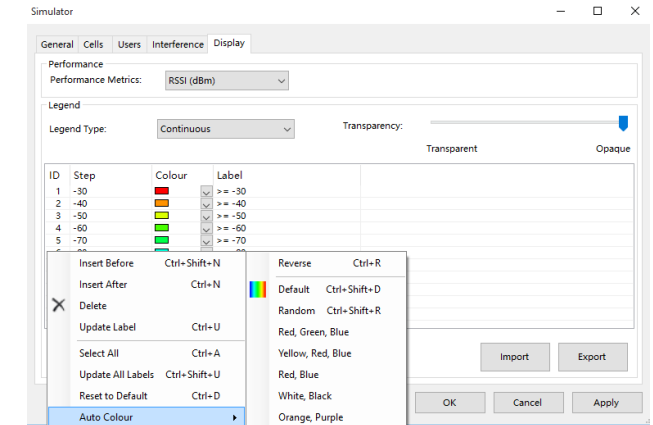 Simulator
General Cells Users Interference Display
Performance
Performance Metrics: RSSI (dBm)
Legend
Legend Type: Continuous Transparency:
Transparent Opaque
ID Step Colour Label
1 -30 >= -30
2 -40 >= -40
3 -50 >= -50
4 -60 >= -60
5 -70 >= -70
Insert Before Ctrl+Shift+N
Insert After Ctrl+N
Delete
Update Label Ctrl+U
Select All Ctrl+A
Update All Labels Ctrl+Shift+U
Reset to Default Ctrl+D
Auto Colour
Reverse Ctrl+R
Default Ctrl+Shift+D
Random Ctrl+Shift+R
Red, Green, Blue
Yellow, Red, Blue
Red, Blue
White, Black
Orange, Purple
Import Export
OK Cancel Apply